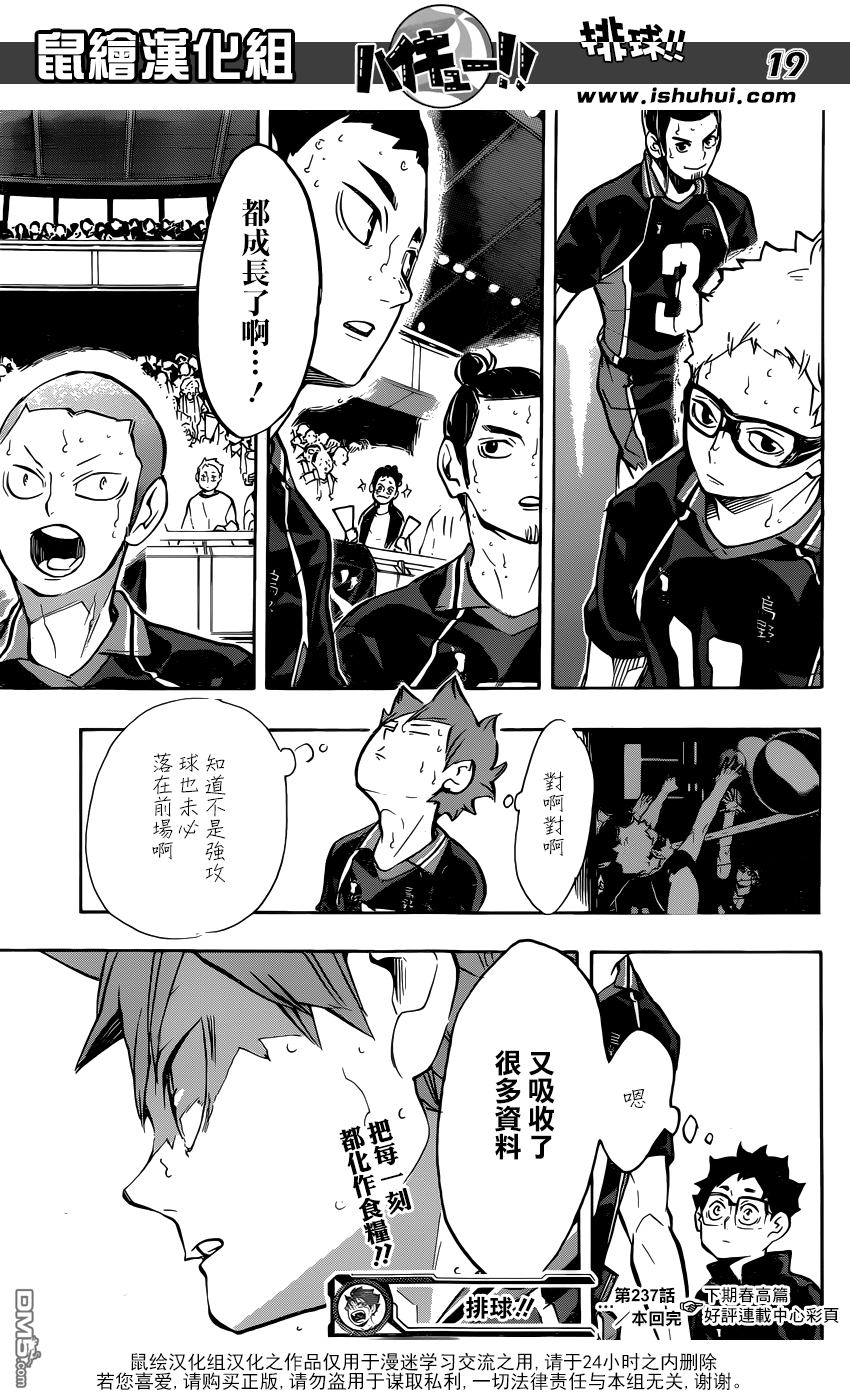 鼠繪漢化組
ハイキュー!!
排球!!
19
www.ishuhui.com
3
烏野
都成長了啊…!
對啊對啊
知道不是強攻
球也未必
落在前場啊
嗯
又吸收了
很多資料
把每一刻
都化作食糧!!
排球!!
…第237話
／本回完
☞下期春高篇
好評連載中心彩頁
鼠绘汉化组汉化之作品仅用于漫迷学习交流之用, 请于24小时之内删除
若您喜爱, 请购买正版, 请勿用于谋取私利, 一切法律责任与本组无关, 谢谢。
DM5